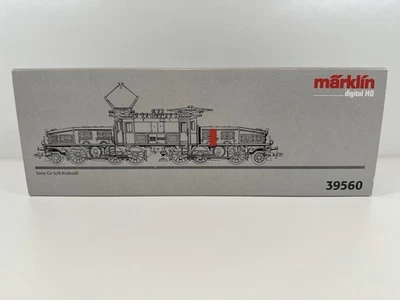 märklin
digital H0
Serie Ce 6/8 Krokodil
39560